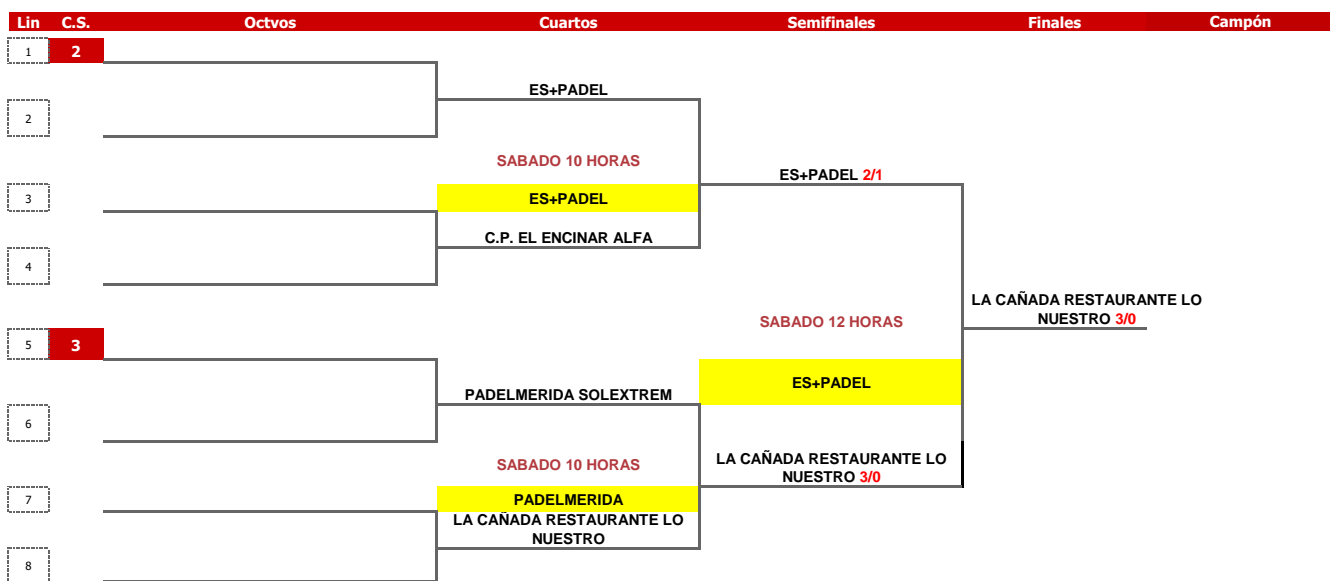 Lin C.S. Octvos Cuartos Semifinales Finales Campón
1 2
ES+PADEL
2
SABADO 10 HORAS
ES+PADEL 2/1
3 ES+PADEL
C.P. EL ENCINAR ALFA
4
LA CAÑADA RESTAURANTE LO
NUESTRO 3/0
SABADO 12 HORAS
5 3
ES+PADEL
PADELMERIDA SOLEXTREM
6
LA CAÑADA RESTAURANTE LO
NUESTRO 3/0
SABADO 10 HORAS
7 PADELMERIDA
LA CAÑADA RESTAURANTE LO
NUESTRO
8